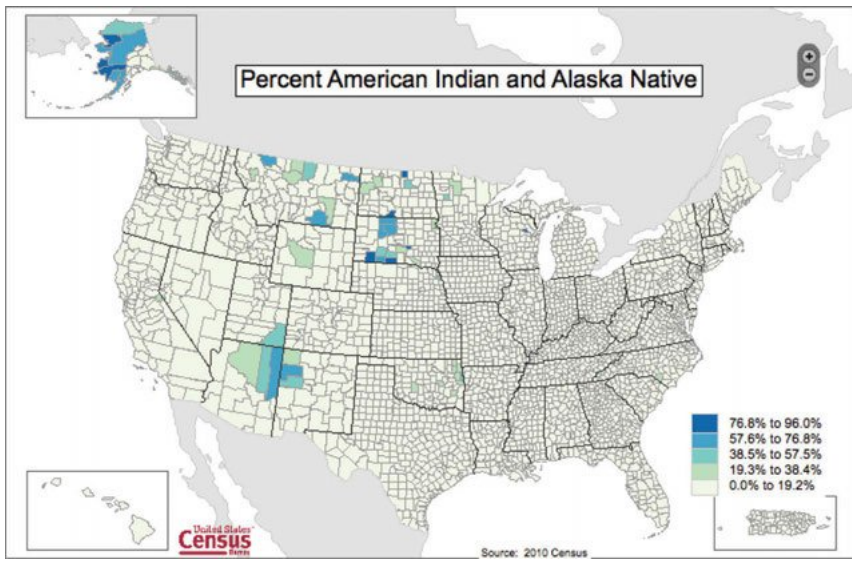 Percent American Indian and Alaska Native
+
−
76.8% to 96.0%
57.6% to 76.8%
38.5% to 57.5%
19.3% to 38.4%
0.0% to 19.2%
United States
Census
Bureau
Source: 2010 Census